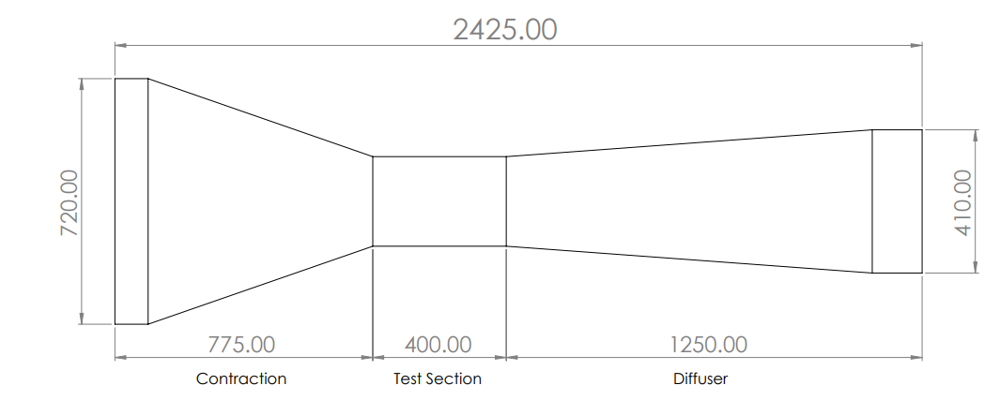 2425.00
720.00
410.00
775.00
400.00
1250.00
Contraction
Test Section
Diffuser